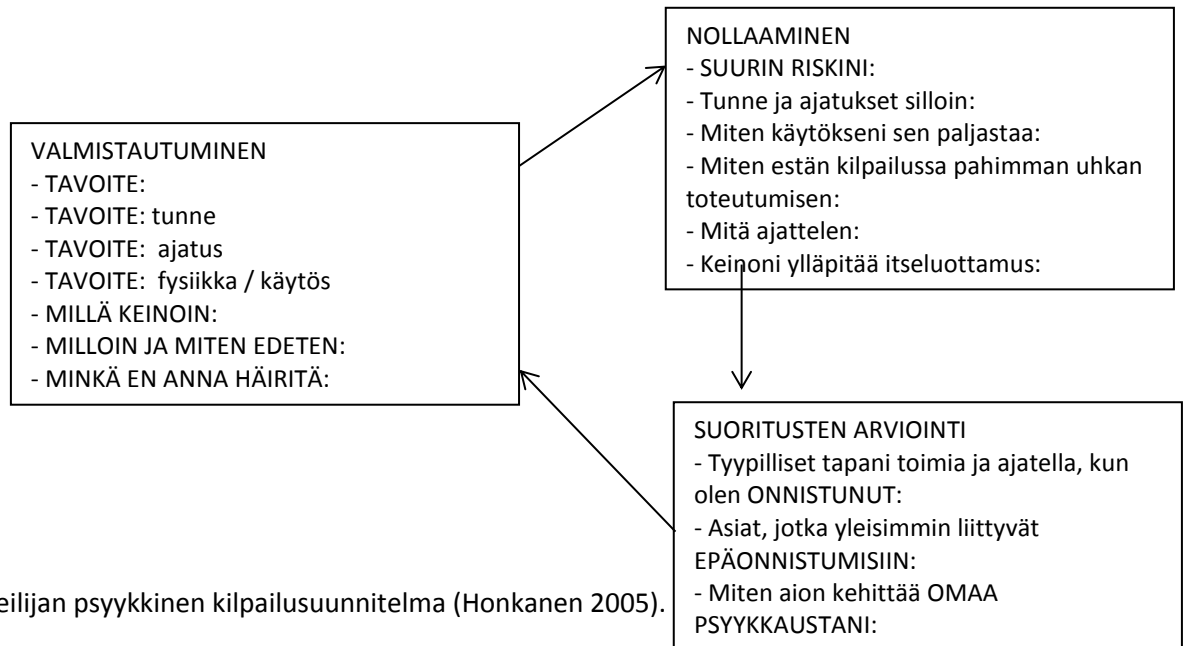 NOLLAAMINEN
- SUURIN RISKINI:
- Tunne ja ajatukset silloin:
- Miten käytökseni sen paljastaa:
- Miten estän kilpailussa pahimman uhkan
toteutumisen:
- Mitä ajattelen:
- Keinoni ylläpitää itseluottamus:
VALMISTAUTUMINEN
- TAVOITE:
- TAVOITE: tunne
- TAVOITE:  ajatus
- TAVOITE:  fysiikka / käytös
- MILLÄ KEINOIN:
- MILLOIN JA MITEN EDETEN:
- MINKÄ EN ANNA HÄIRITÄ:
SUORITUSTEN ARVIOINTI
- Tyypilliset tapani toimia ja ajatella, kun
olen ONNISTUNUT:
- Asiat, jotka yleisimmin liittyvät
EPÄONNISTUMISIIN:
- Miten aion kehittää OMAA
PSYYKKAUSTANI:
eilijan psyykkinen kilpailusuunnitelma (Honkanen 2005).